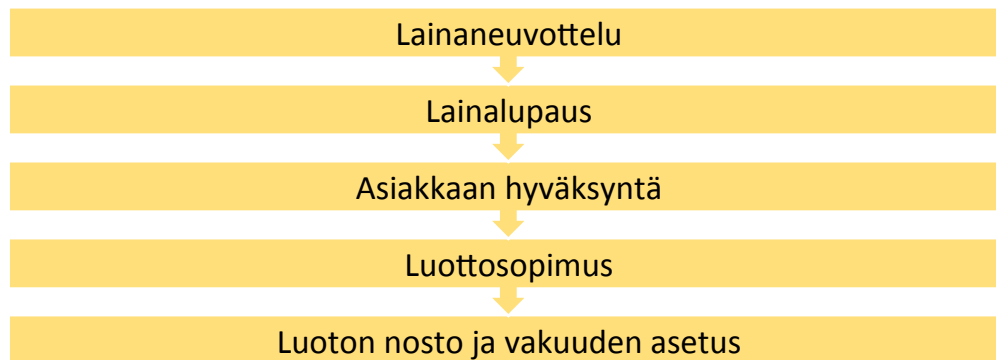 Lainaneuvottelu
Lainalupaus
Asiakkaan hyväksyntä
Luottosopimus
Luoton nosto ja vakuuden asetus